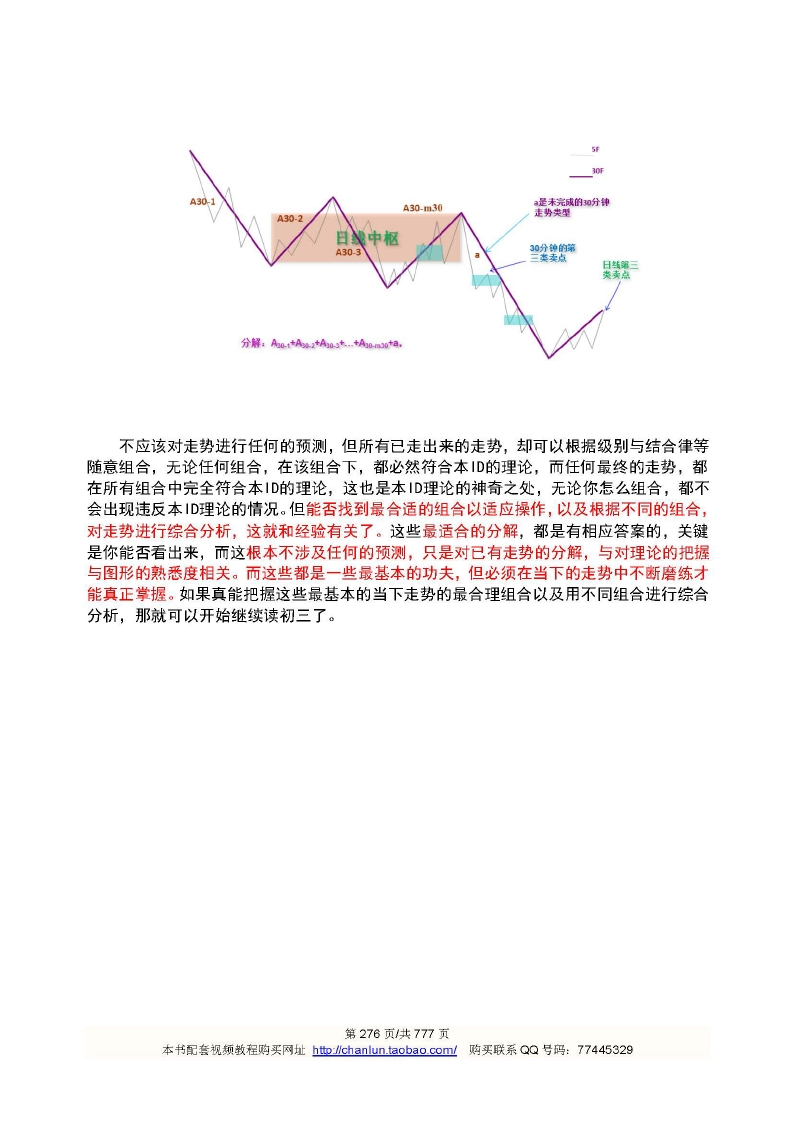 5F
30F
A30-1
A30-2
A30-m30
a是未完成的30分钟
走势类型
日线中枢
A30-3
a
30分钟的第
三类卖点
日线第三
类卖点
分解：A30-1+A30-2+A30-3+…+A30-m30+a。
不应该对走势进行任何的预测，但所有已走出来的走势，却可以根据级别与结合律等
随意组合，无论任何组合，在该组合下，都必然符合本ID的理论，而任何最终的走势，都
在所有组合中完全符合本ID的理论，这也是本ID理论的神奇之处，无论你怎么组合，都不
会出现违反本ID理论的情况。但能否找到最合适的组合以适应操作，以及根据不同的组合，
对走势进行综合分析，这就和经验有关了。这些最适合的分解，都是有相应答案的，关键
是你能否看出来，而这根本不涉及任何的预测，只是对已有走势的分解，与对理论的把握
与图形的熟悉度相关。而这些都是一些最基本的功夫，但必须在当下的走势中不断磨练才
能真正掌握。如果真能把握这些最基本的当下走势的最合理组合以及用不同组合进行综合
分析，那就可以开始继续读初三了。
第 276 页/共 777 页
本书配套视频教程购买网址 http://chanlun.taobao.com/ 购买联系 QQ 号码：77445329